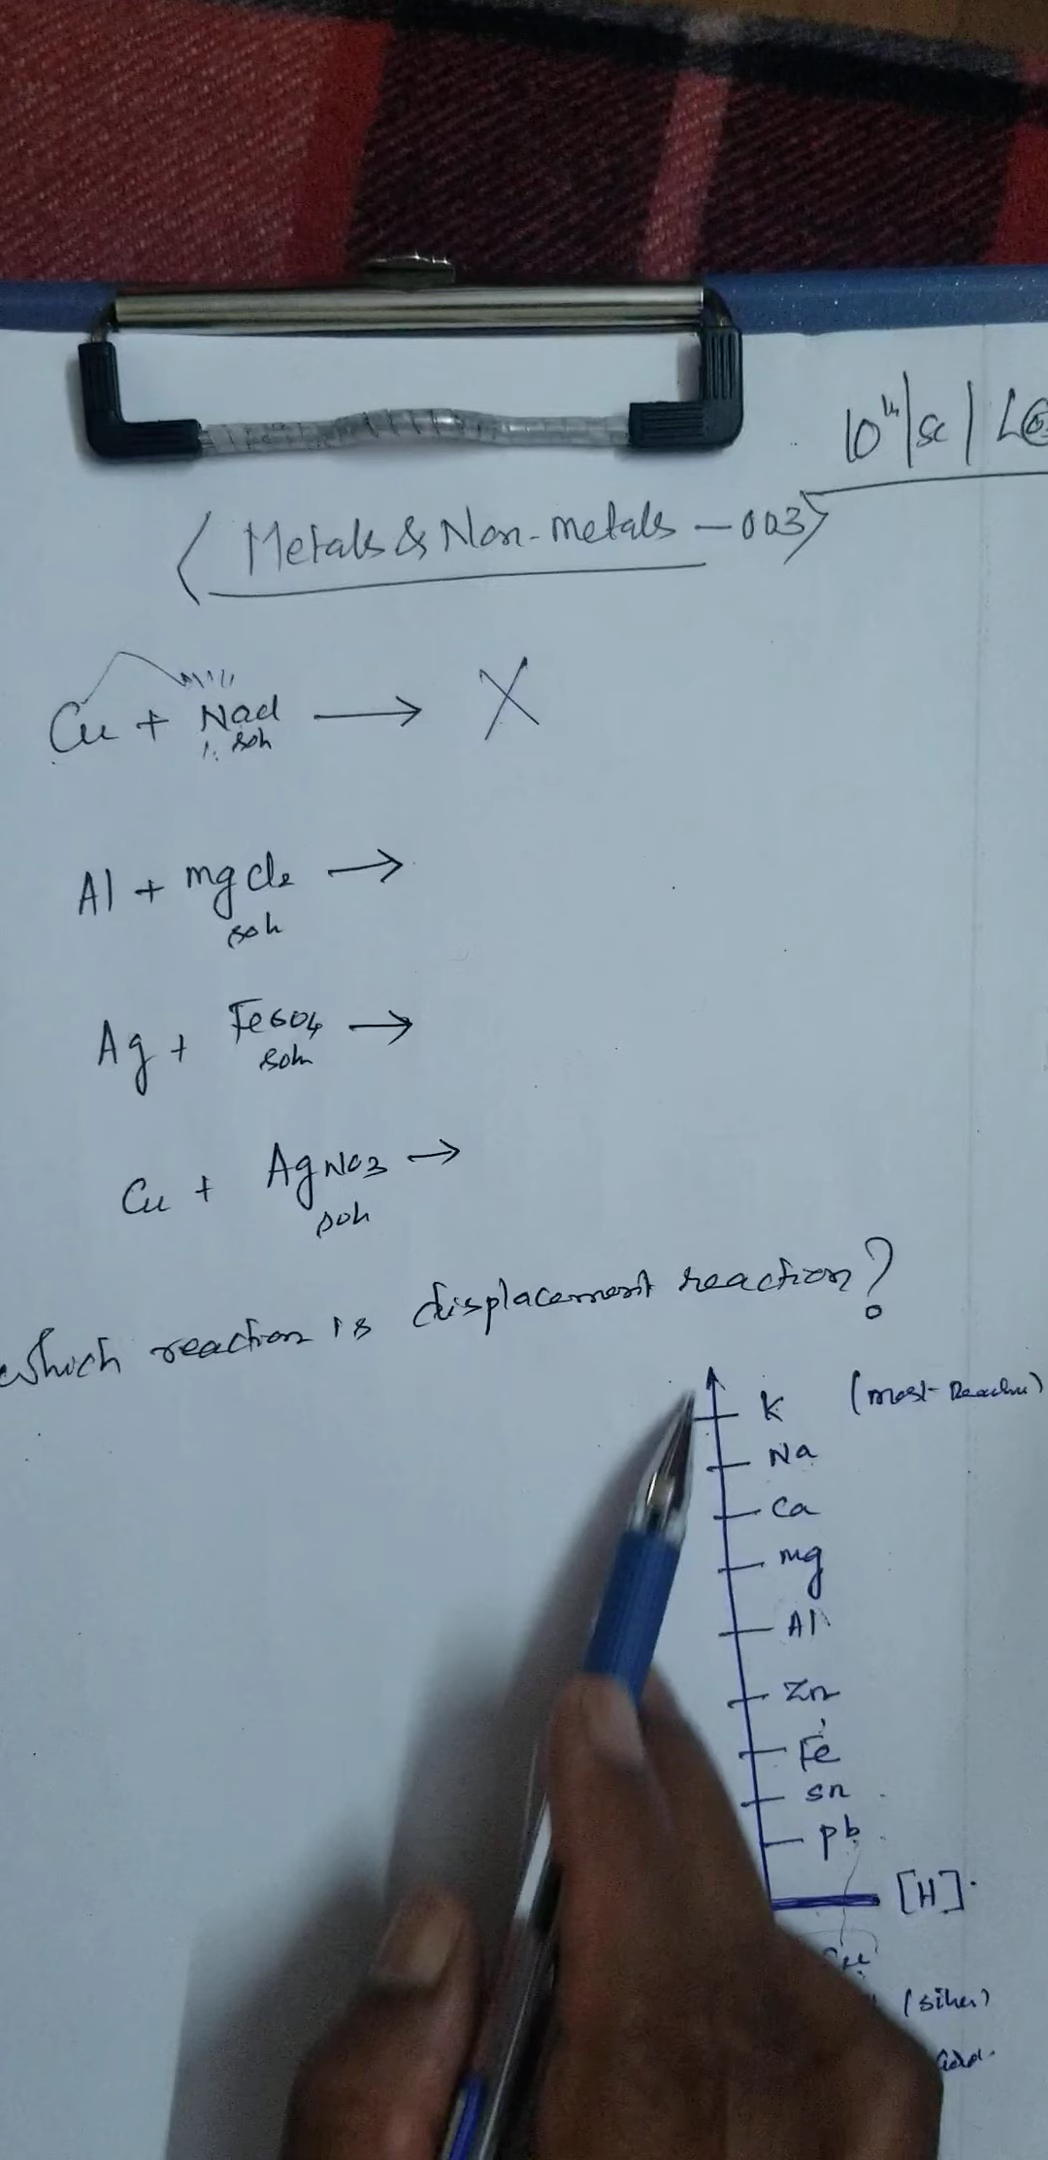 10th/Sc/L
(Metals & Non-metals - 003)
Cu + NaCl → X
soln
Al + MgCl2 →
soln
Ag + FeSO4 →
soln
Cu + AgNO3 →
soln
which reaction is displacement reaction?
K (most-Reactive)
Na
Ca
Mg
Al
Zn
Fe
Sn
Pb
[H]
Cu
(silver)
Gold